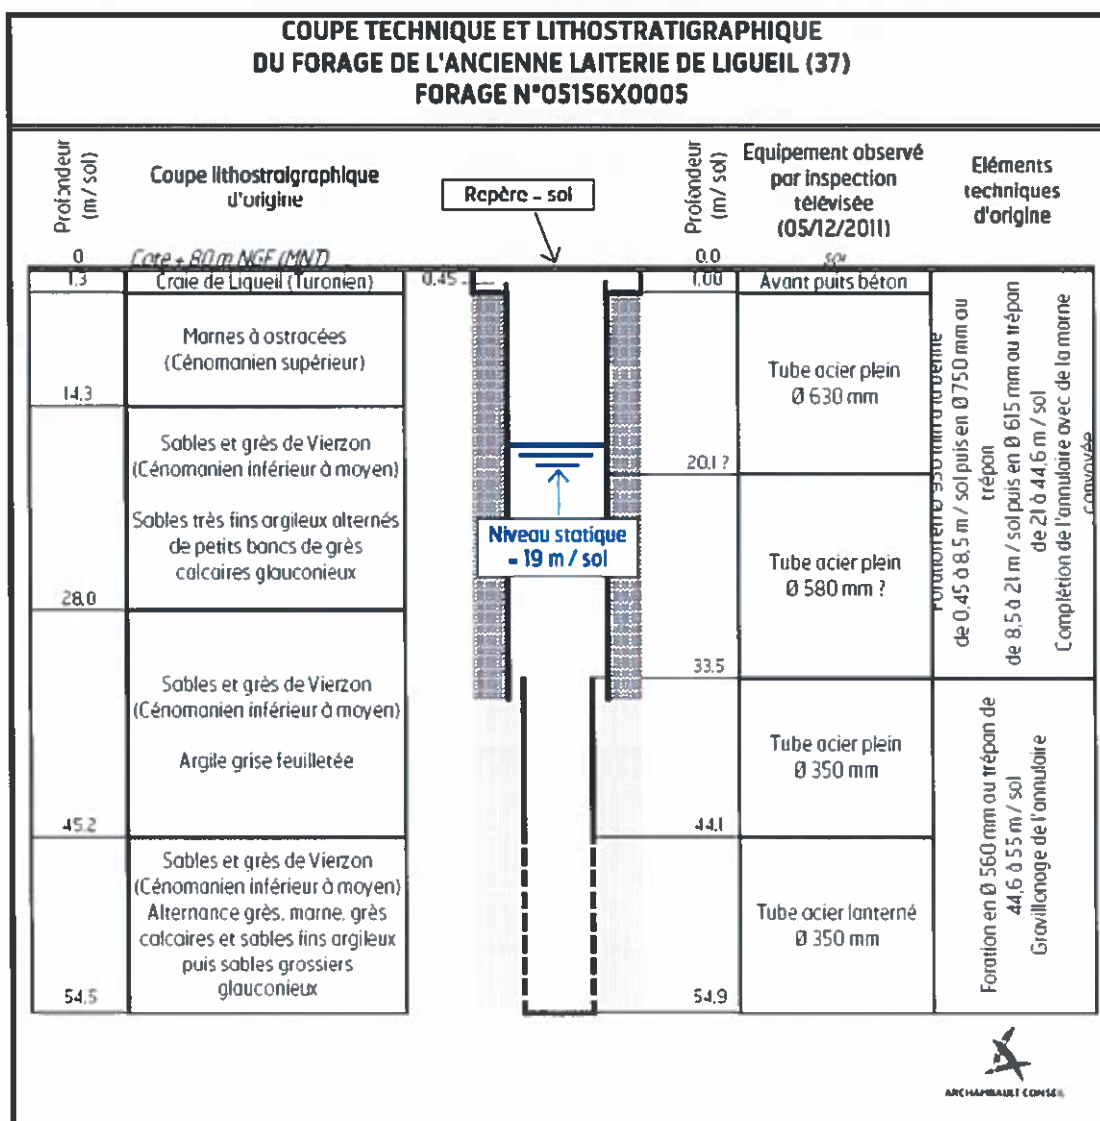 COUPE TECHNIQUE ET LITHOSTRATIGRAPHIQUE
DU FORAGE DE L'ANCIENNE LAITERIE DE LIGUEIL (37)
FORAGE N°05156X0005
Profondeur
(m/ sol)
Coupe lithostraigraphique
d'origine
Repère = sol
Profondeur
(m/ sol)
Equipement observé
par inspection
télévisée
(05/12/2011)
Eléments
techniques
d'origine
0
Cote + 80 m NGF (MNT)
0.0
sol
1,3
Craie de Ligueil (Turonien)
0,45
1,00
Avant puits béton
Marnes à ostracées
(Cénomanien supérieur)
14,3
Tube acier plein
Ø 630 mm
Sables et grès de Vierzon
(Cénomanien inférieur à moyen)
Sables très fins argileux alternés
de petits bancs de grès
calcaires glauconieux
28,0
20,1 ?
Niveau statique
= 19 m / sol
Tube acier plein
Ø 580 mm ?
33,5
Sables et grès de Vierzon
(Cénomanien inférieur à moyen)
Argile grise feuilletée
45,2
Tube acier plein
Ø 350 mm
44,1
Sables et grès de Vierzon
(Cénomanien inférieur à moyen)
Alternance grès, marne, grès
calcaires et sables fins argileux
puis sables grossiers
glauconieux
54,5
Tube acier lanterné
Ø 350 mm
54,9
de 0,45 à 8,5 m / sol puis en Ø 750 mm au
trépan
de 8,5 à 21 m / sol puis en Ø 615 mm au trépan
de 21 à 44,6 m / sol
Complétion de l'annulaire avec de la marne
Foration en Ø 560 mm au trépan de
44,6 à 55 m / sol
Gravillonage de l'annulaire
ARCHAMBAULT CONSEIL